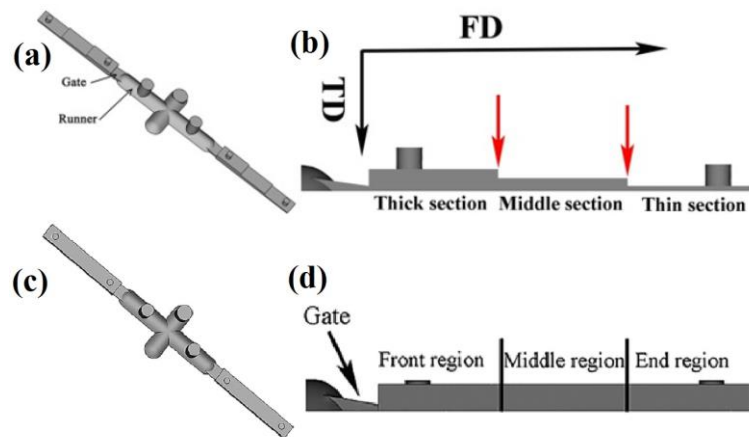 (a)
Gate
Runner
(b)
FD
TD
Thick section Middle section Thin section
(c)
(d)
Gate
Front region Middle region End region